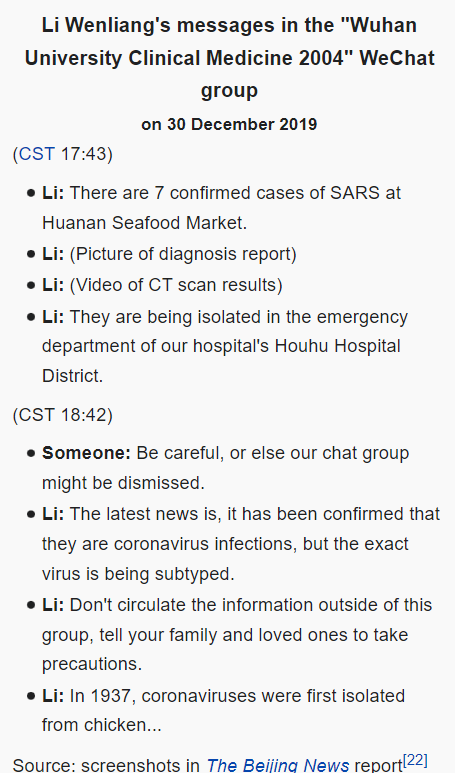 Li Wenliang's messages in the "Wuhan
University Clinical Medicine 2004" WeChat
group
on 30 December 2019
(CST 17:43)
• Li: There are 7 confirmed cases of SARS at
Huanan Seafood Market.
• Li: (Picture of diagnosis report)
• Li: (Video of CT scan results)
• Li: They are being isolated in the emergency
department of our hospital's Houhu Hospital
District.
(CST 18:42)
• Someone: Be careful, or else our chat group
might be dismissed.
• Li: The latest news is, it has been confirmed that
they are coronavirus infections, but the exact
virus is being subtyped.
• Li: Don't circulate the information outside of this
group, tell your family and loved ones to take
precautions.
• Li: In 1937, coronaviruses were first isolated
from chicken...
Source: screenshots in The Beijing News report[22]